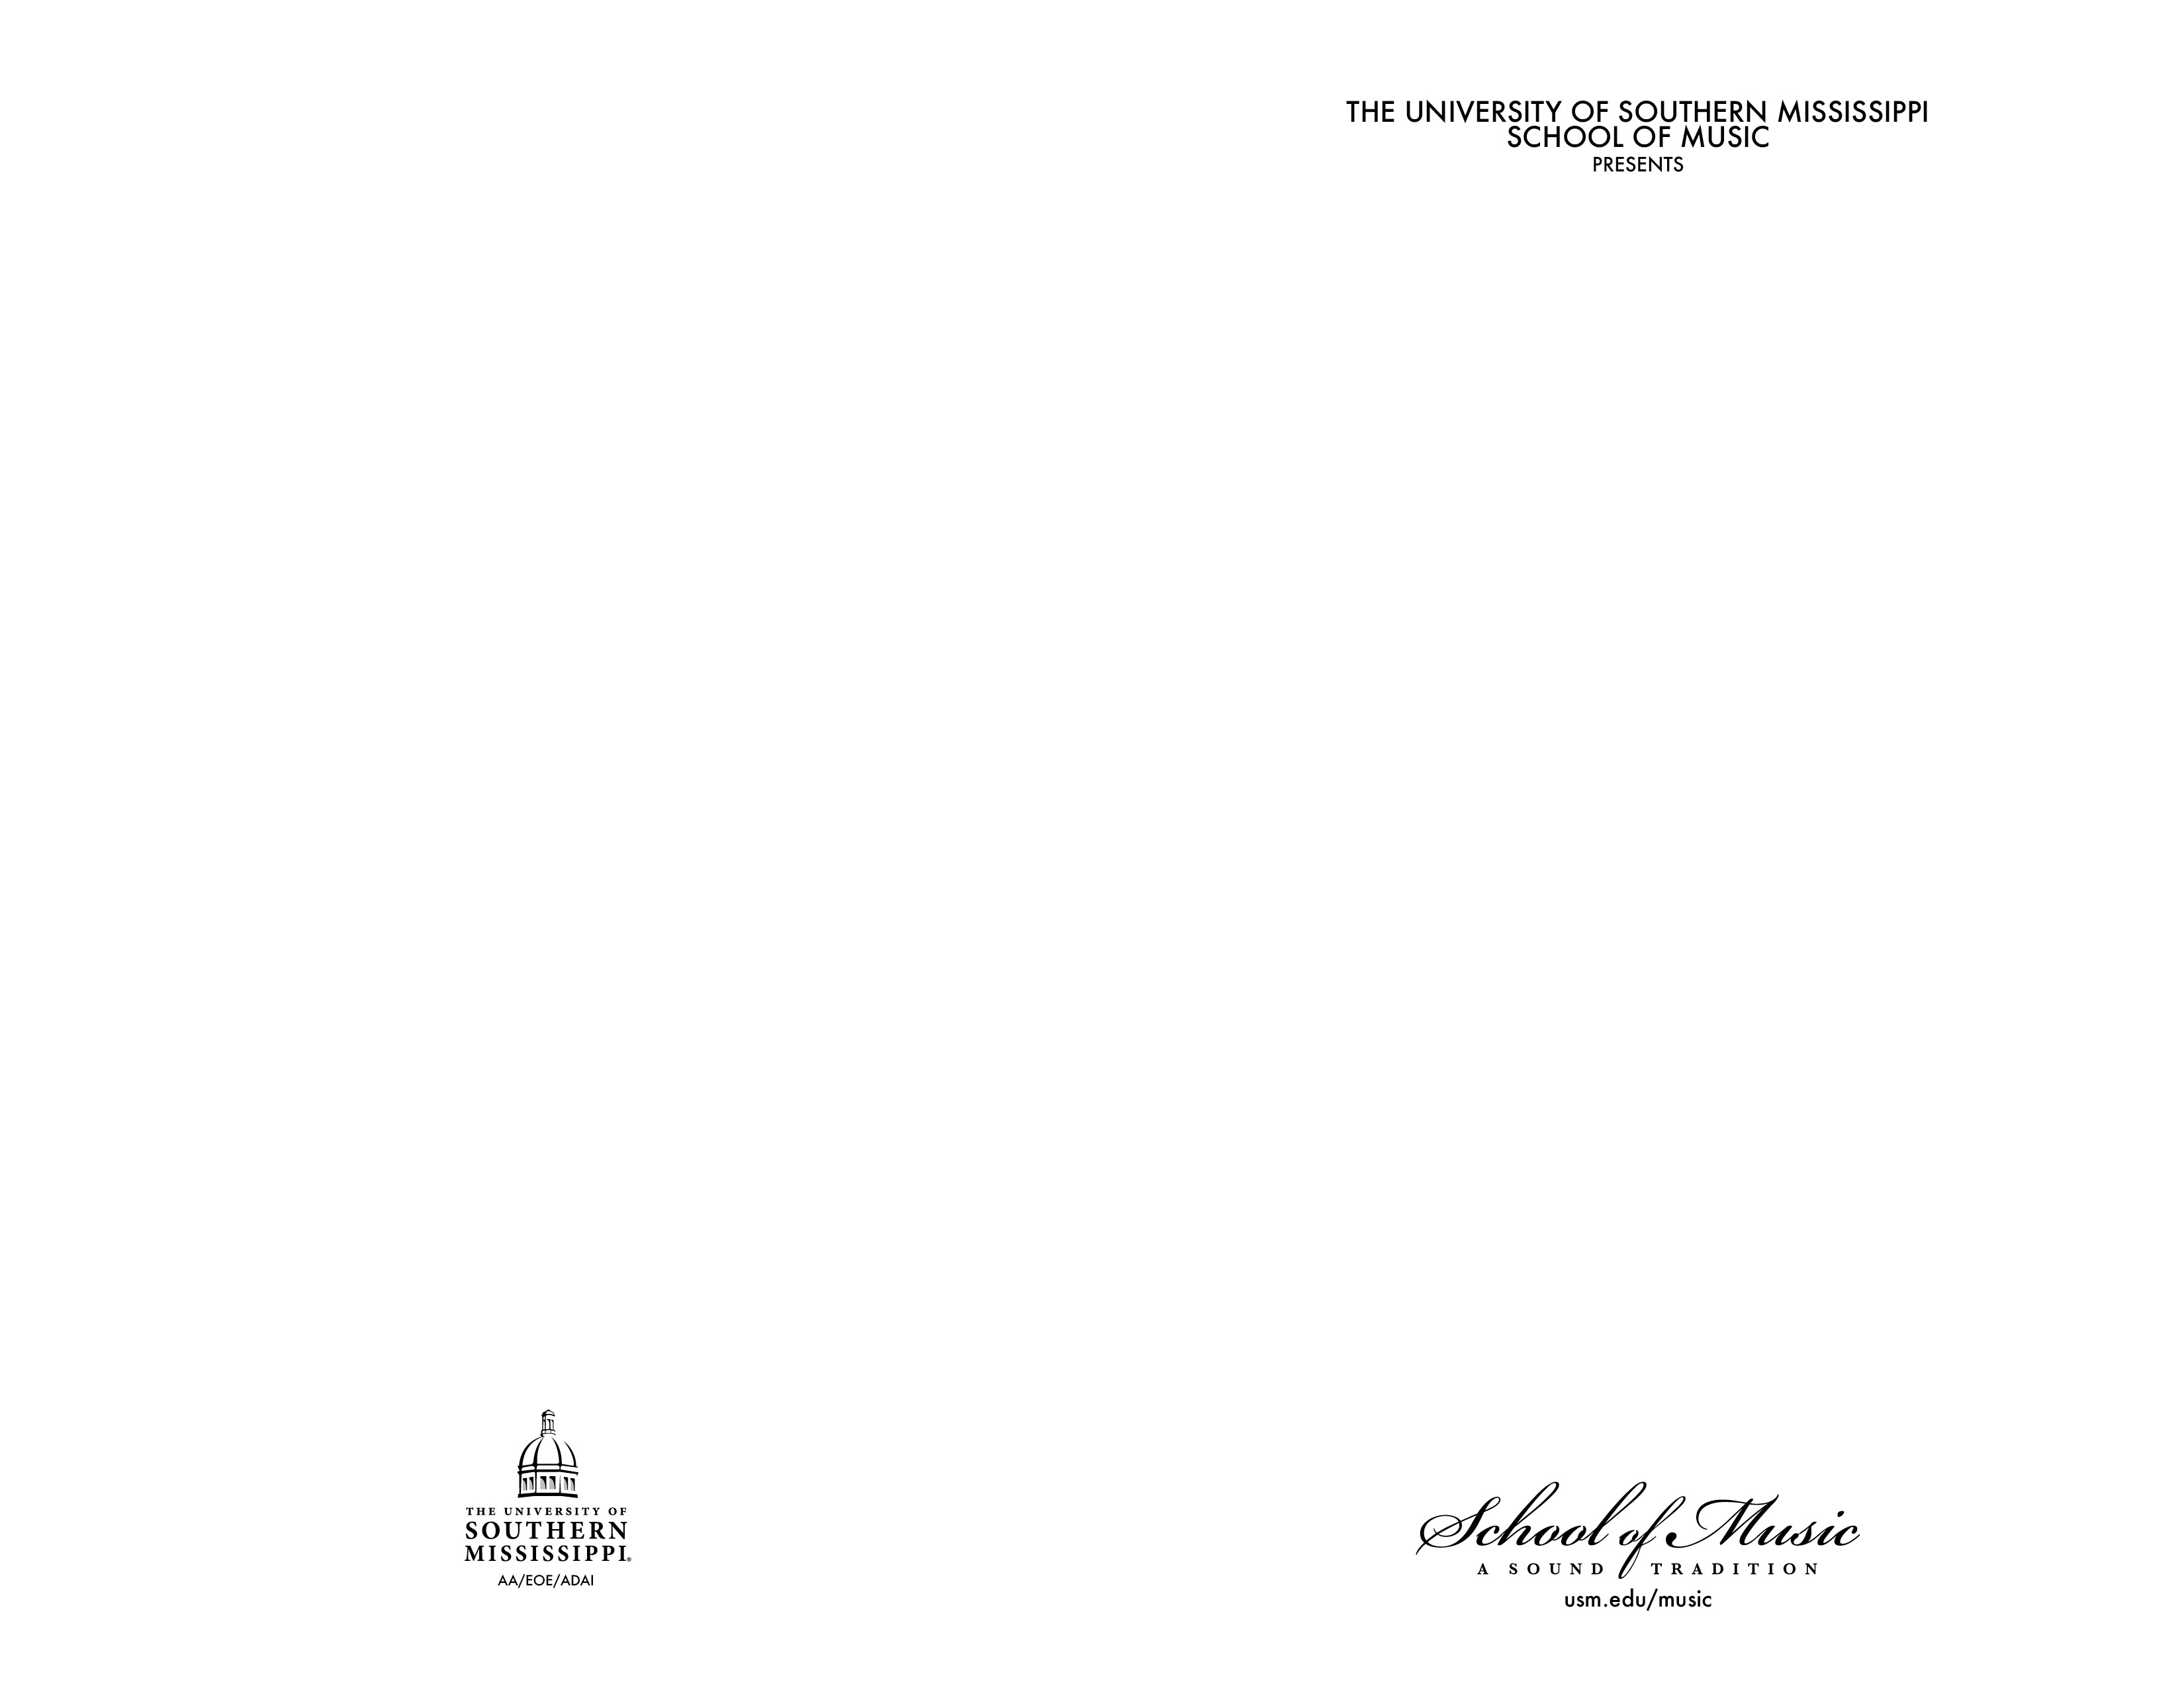 THE UNIVERSITY OF SOUTHERN MISSISSIPPI
SCHOOL OF MUSIC
PRESENTS
THE UNIVERSITY OF
SOUTHERN
MISSISSIPPI®
AA/EOE/ADAI
School of Music
A SOUND TRADITION
usm.edu/music